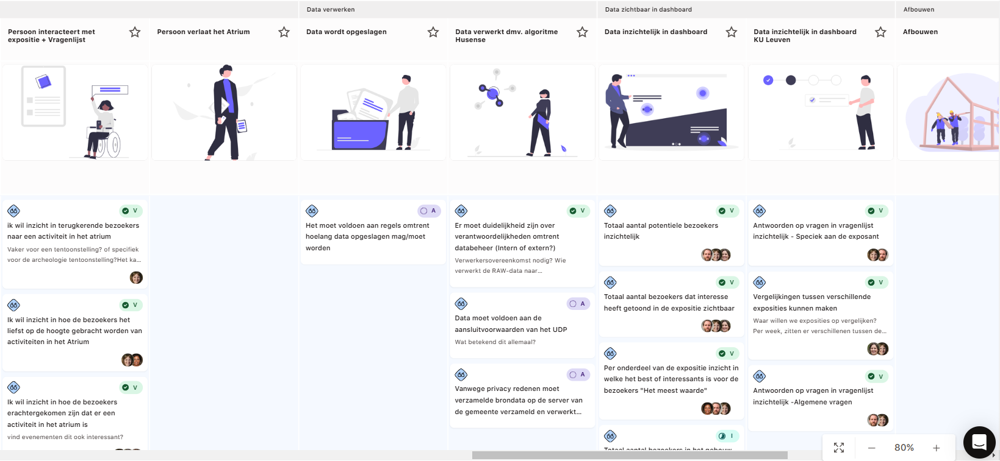 Data verwerken
Data zichtbaar in dashboard
Afbouwen
Persoon interacteert met
expositie + Vragenlijst
Persoon verlaat het Atrium
Data wordt opgeslagen
Data verwerkt dmv. algoritme
Husense
Data inzichtelijk in dashboard
Data inzichtelijk in dashboard
KU Leuven
Afbouwen
V
ik wil inzicht in terugkerende bezoekers
naar een activiteit in het atrium
Vaker voor een tentoonstelling? of specifiek
voor de archeologie tentoonstelling?Het ka...
V
Ik wil inzicht in hoe de bezoekers het
liefst op de hoogte gebracht worden van
activiteiten in het Atrium
V
Ik wil inzicht in hoe de bezoekers
erachtergekomen zijn dat er een
activiteit in het atrium is
vind evenementen dit ook interessant?
A
Het moet voldoen aan regels omtrent
hoelang data opgeslagen mag/moet
worden
V
Er moet duidelijkheid zijn over
verantwoordelijkheden omtrent
databeheer (Intern of extern?)
Verwerkersovereenkomst nodig? Wie
verwerkt de RAW-data naar...
A
Data moet voldoen aan de
aansluitvoorwaarden van het UDP
Wat betekend dit allemaal?
A
Vanwege privacy redenen moet
verzamelde brondata op de server van
de gemeente verzameld en verwerkt...
V
Totaal aantal potentiele bezoekers
inzichtelijk
V
Totaal aantal bezoekers dat interesse
heeft getoond in de expositie zichtbaar
V
Per onderdeel van de expositie inzicht in
welke het best of interessants is voor de
bezoekers "Het meest waarde"
I
Totaal aantal bezoekers in het gebouw
V
Antwoorden op vragen in vragenlijst
inzichtelijk - Speciek aan de exposant
V
Vergelijkingen tussen verschillende
exposities kunnen maken
Waar willen we exposities op vergelijken?
Per week, zitten er verschillenen tussen de...
V
Antwoorden op vragen in vragenlijst
inzichtelijk -Algemene vragen
80%